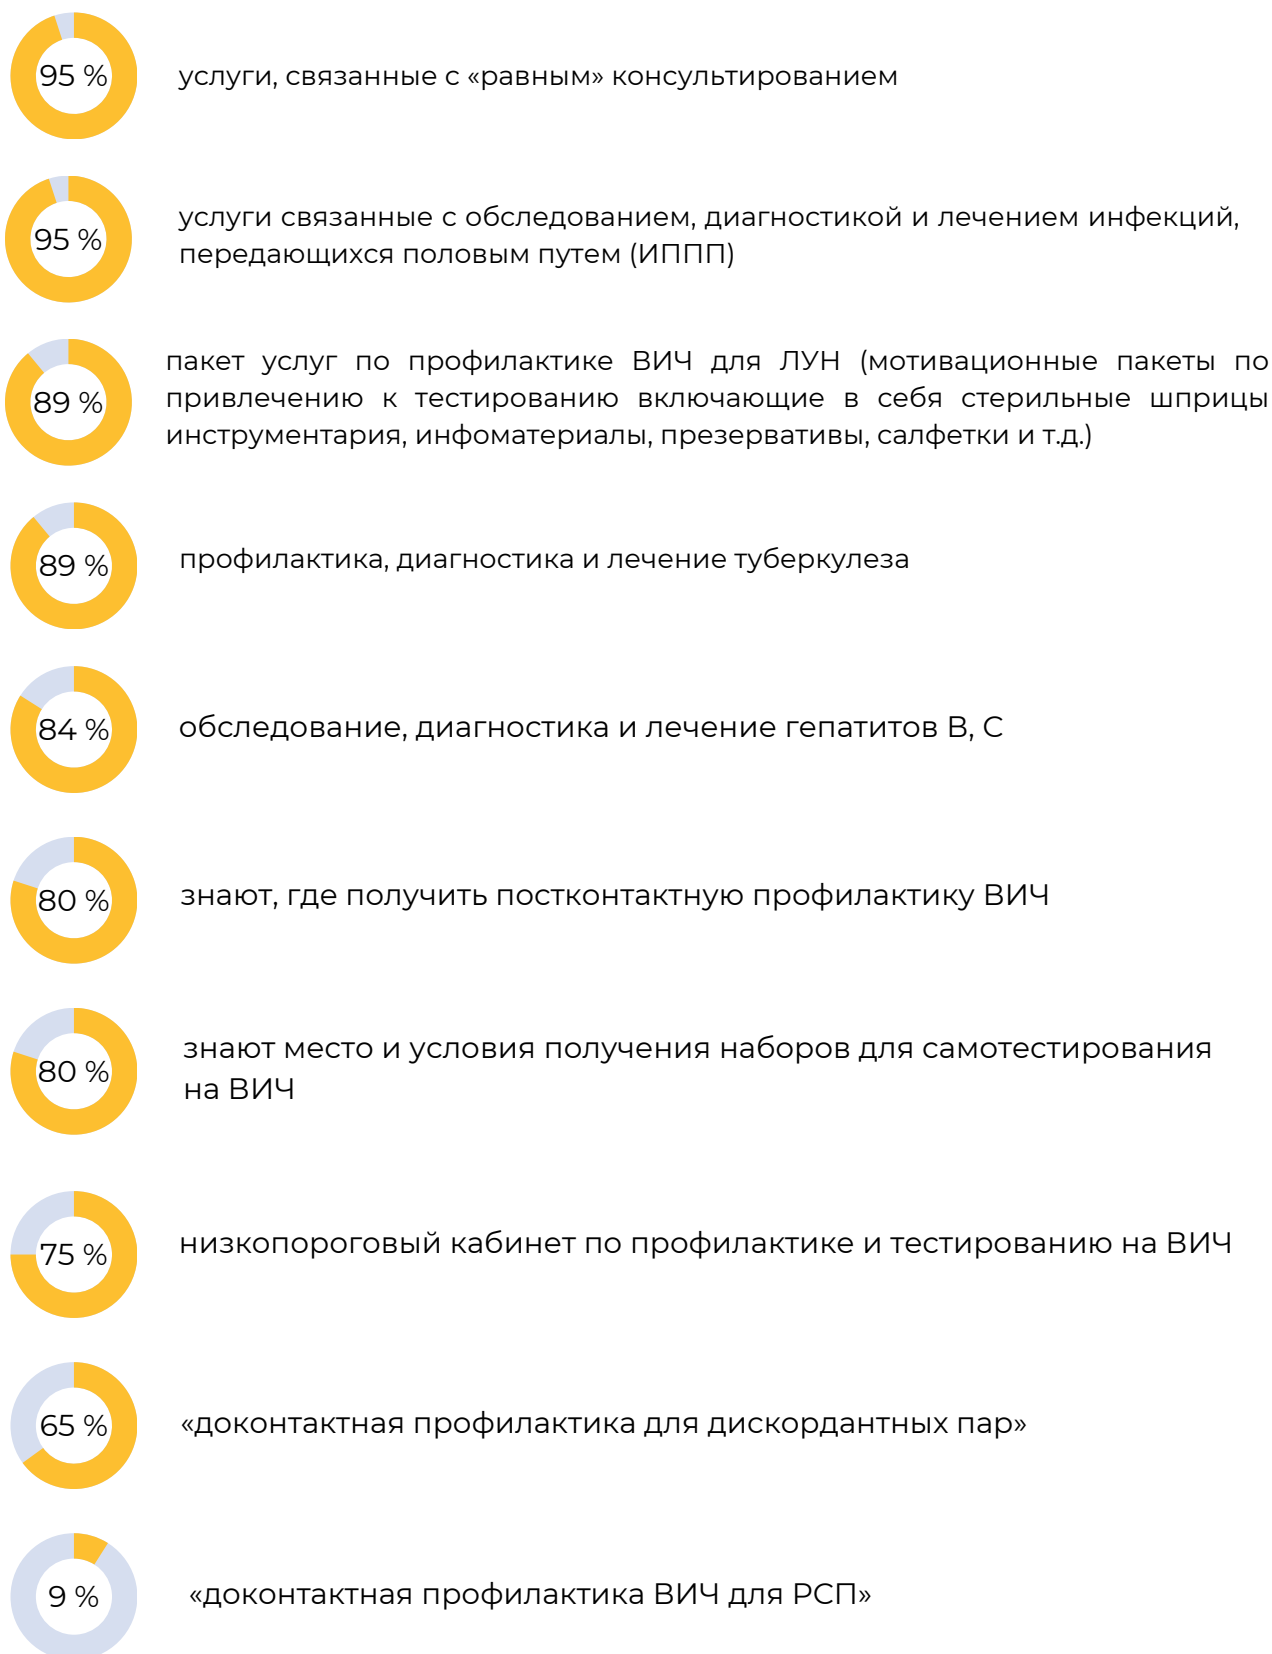 95 %
услуги, связанные с «равным» консультированием
95 %
услуги связанные с обследованием, диагностикой и лечением инфекций,
передающихся половым путем (ИППП)
89 %
пакет услуг по профилактике ВИЧ для ЛУН (мотивационные пакеты по
привлечению к тестированию включающие в себя стерильные шприцы
инструментария, инфоматериалы, презервативы, салфетки и т.д.)
89 %
профилактика, диагностика и лечение туберкулеза
84 %
обследование, диагностика и лечение гепатитов В, С
80 %
знают, где получить постконтактную профилактику ВИЧ
80 %
знают место и условия получения наборов для самотестирования
на ВИЧ
75 %
низкопороговый кабинет по профилактике и тестированию на ВИЧ
65 %
«доконтактная профилактика для дискордантных пар»
9 %
«доконтактная профилактика ВИЧ для РСП»